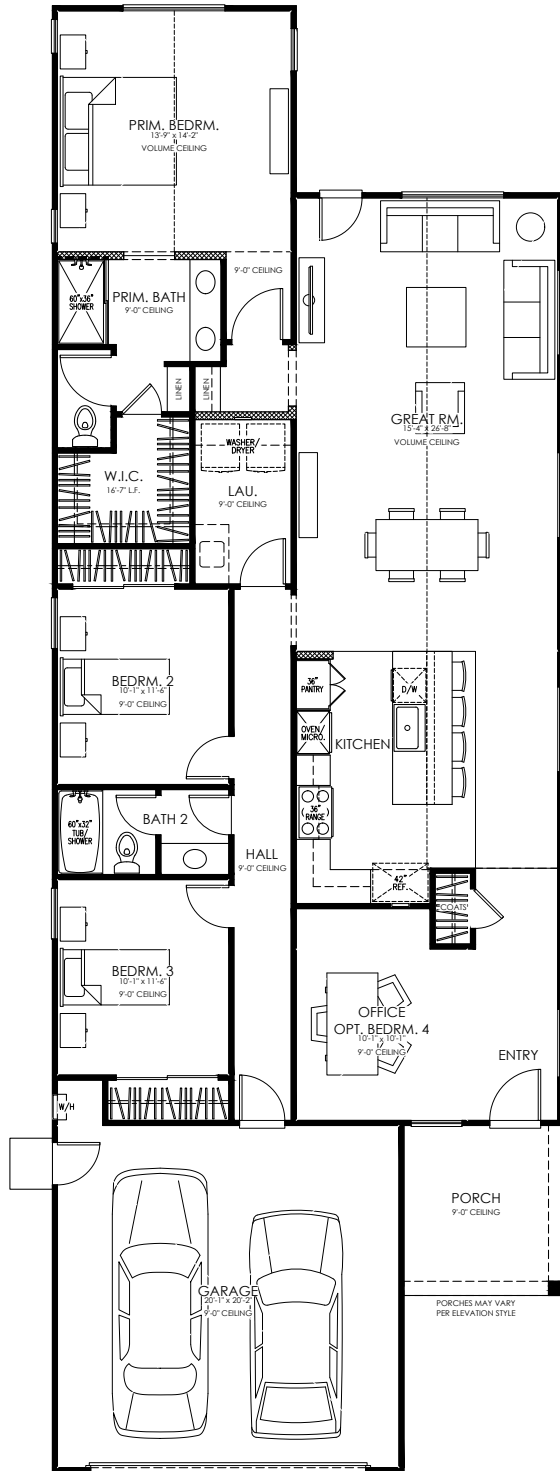 PRIM. BEDRM.
13'-9" x 14'-2"
VOLUME CEILING
9'-0" CEILING
60"x36"
SHOWER
PRIM. BATH
9'-0" CEILING
LINEN
LINEN
GREAT RM.
15'-4" x 26'-8"
VOLUME CEILING
WASHER/
DRYER
W.I.C.
16'-7" L.F.
LAU.
9'-0" CEILING
BEDRM. 2
10'-1" x 11'-6"
9'-0" CEILING
36"
PANTRY
D/W
OVEN/
MICRO.
KITCHEN
36"
RANGE
60"x32"
TUB/
SHOWER
BATH 2
HALL
9'-0" CEILING
42"
REF.
COATS
BEDRM. 3
10'-1" x 11'-6"
9'-0" CEILING
OFFICE
OPT. BEDRM. 4
10'-1" x 10'-1"
9'-0" CEILING
ENTRY
W/H
PORCH
9'-0" CEILING
GARAGE
20'-1" x 20'-2"
9'-0" CEILING
PORCHES MAY VARY
PER ELEVATION STYLE